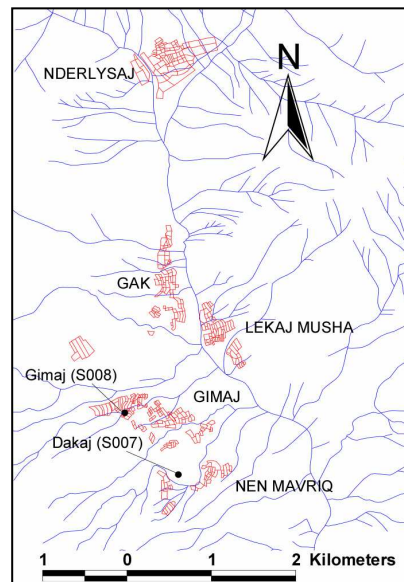 NDERLYSAJ
N
GAK
LEKAJ MUSHA
Gimaj (S008)
GIMAJ
Dakaj (S007)
NEN MAVRIQ
1 0 1 2 Kilometers